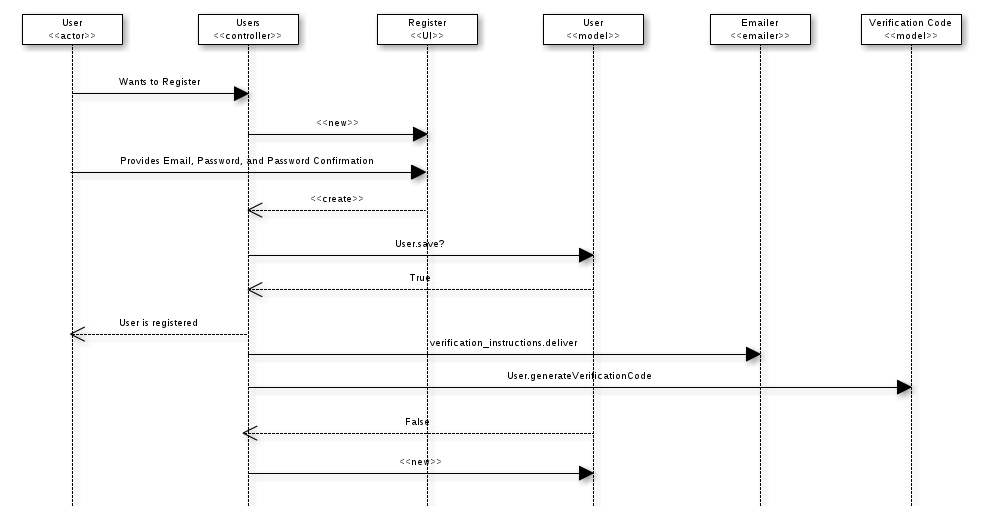 User
<<actor>>
Users
<<controller>>
Register
<<UI>>
User
<<model>>
Emailer
<<emailer>>
Verification Code
<<model>>
Wants to Register
<<new>>
Provides Email, Password, and Password Confirmation
<<create>>
User.save?
True
User is registered
verification_instructions.deliver
User.generateVerificationCode
False
<<new>>